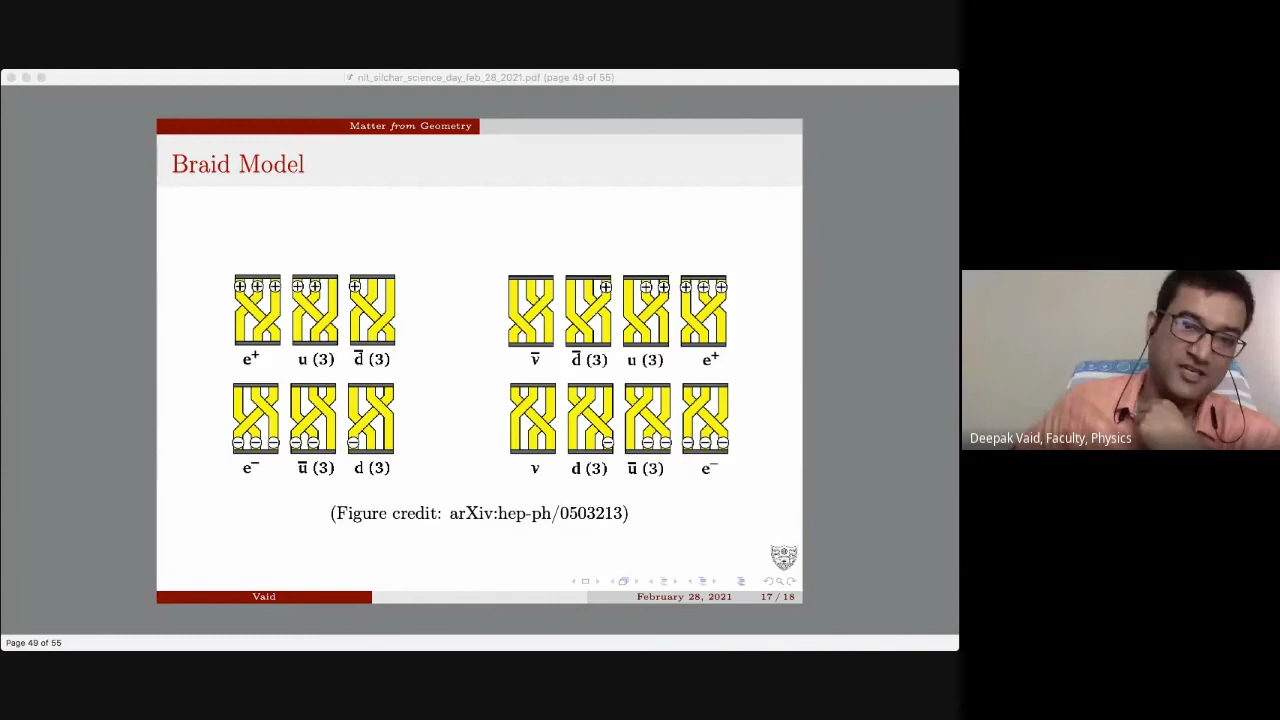 nit_silchar_science_day_feb_28_2021.pdf (page 49 of 55)
Matter from Geometry
Braid Model
e⁺ u (3) d̅ (3) ν̅ d̅ (3) u (3) e⁺
e⁻ u̅ (3) d (3) ν d (3) u̅ (3) e⁻
(Figure credit: arXiv:hep-ph/0503213)
Vaid February 28, 2021 17 / 18
Page 49 of 55
Deepak Vaid, Faculty, Physics